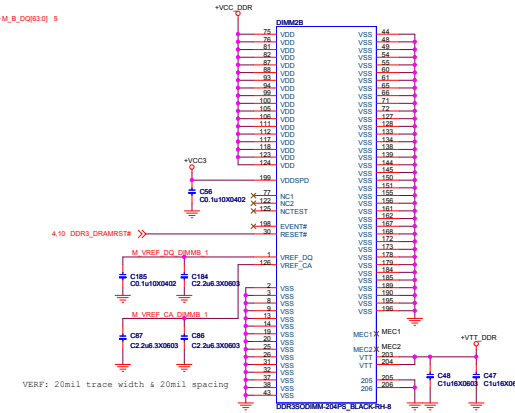 +VCC_DDR
M_B_DQ[63:0] 5
DIMM2B
75 VDD VSS 44
76 VDD VSS 48
81 VDD VSS 49
82 VDD VSS 54
87 VDD VSS 55
88 VDD VSS 60
93 VDD VSS 61
94 VDD VSS 65
99 VDD VSS 66
100 VDD VSS 71
105 VDD VSS 72
106 VDD VSS 127
111 VDD VSS 128
112 VDD VSS 133
117 VDD VSS 134
118 VDD VSS 138
123 VDD VSS 139
124 VDD VSS 144
VSS 145
+VCC3
199 VDDSPD VSS 150
VSS 151
C56
C0.1u10X0402
77 NC1 VSS 155
122 NC2 VSS 156
125 NCTEST VSS 161
VSS 162
198 EVENT# VSS 167
4,10 DDR3_DRAMRST# 30 RESET# VSS 168
VSS 172
VSS 173
M_VREF_DQ_DIMMB_1 1 VREF_DQ VSS 178
126 VREF_CA VSS 179
VSS 184
C185
C0.1u10X0402
C184
C2.2u6.3X0603
VSS 185
2 VSS VSS 189
3 VSS VSS 190
8 VSS VSS 195
9 VSS VSS 196
M_VREF_CA_DIMMB_1
13 VSS
14 VSS
19 VSS MEC1 MEC1
20 VSS
C87
C2.2u6.3X0603
C86
C2.2u6.3X0603
+VTT_DDR
25 VSS MEC2 MEC2
26 VSS VTT 203
31 VSS VTT 204
32 VSS
37 VSS 205 205
38 VSS 206 206
43 VSS
C48
C1u16X0603
C47
C1u16X06
VERF: 20mil trace width & 20mil spacing
DDR3SODIMM-204PS_BLACK-RH-8